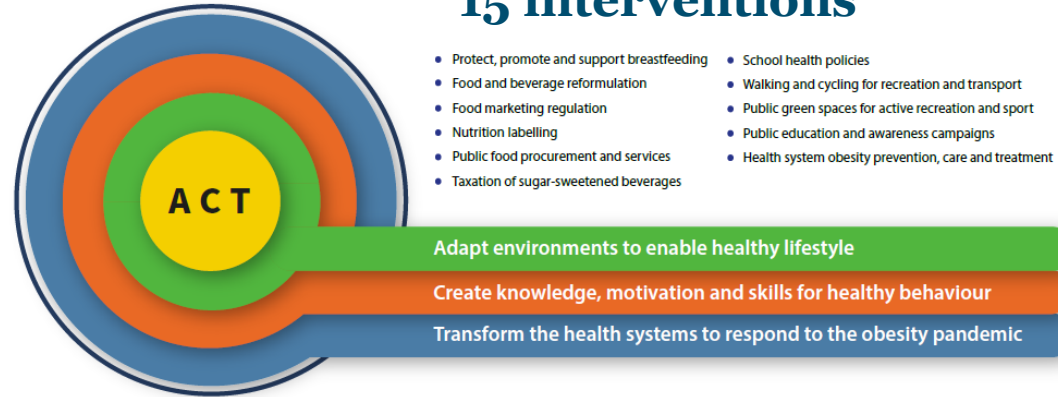 15 interventions
Protect, promote and support breastfeeding
Food and beverage reformulation
Food marketing regulation
Nutrition labelling
Public food procurement and services
Taxation of sugar-sweetened beverages
School health policies
Walking and cycling for recreation and transport
Public green spaces for active recreation and sport
Public education and awareness campaigns
Health system obesity prevention, care and treatment
ACT
Adapt environments to enable healthy lifestyle
Create knowledge, motivation and skills for healthy behaviour
Transform the health systems to respond to the obesity pandemic